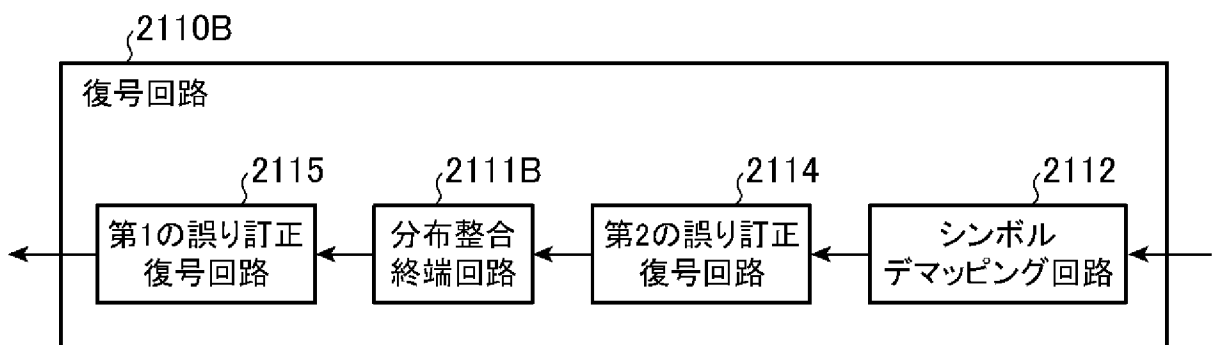 2110B
復号回路
2115
2111B
2114
2112
第1の誤り訂正
復号回路
分布整合
終端回路
第2の誤り訂正
復号回路
シンボル
デマッピング回路